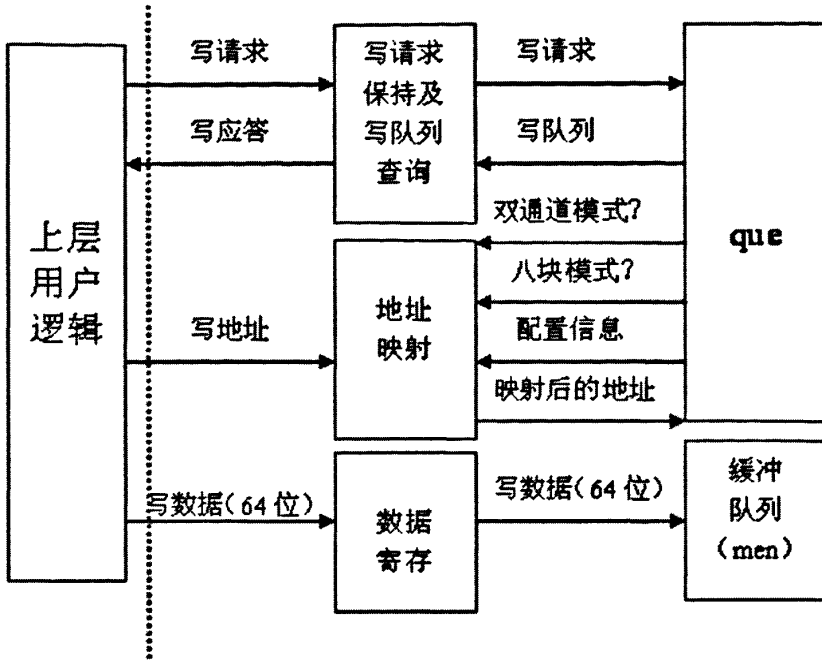 上层
用户
逻辑
写请求
写应答
写地址
写数据(64位)
写请求
保持及
写队列
查询
地址
映射
数据
寄存
写请求
写队列
双通道模式?
八块模式?
配置信息
映射后的地址
写数据(64位)
que
缓冲
队列
(men)